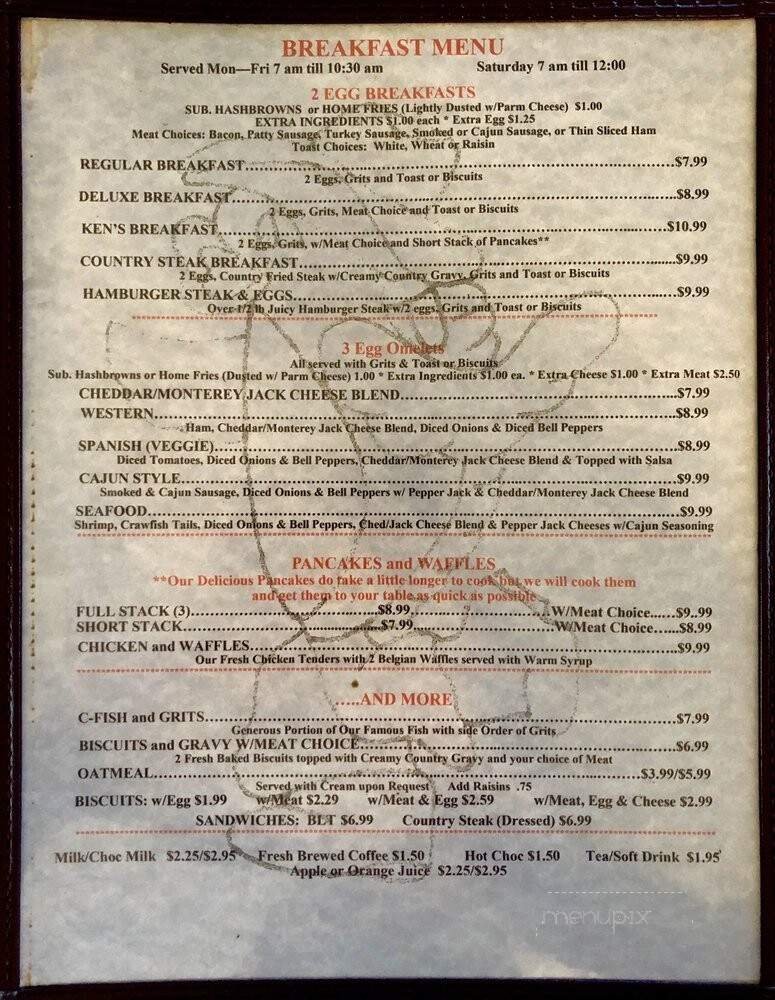 BREAKFAST MENU
Served Mon—Fri 7 am till 10:30 am Saturday 7 am till 12:00
2 EGG BREAKFASTS
SUB. HASHBROWNS or HOME FRIES (Lightly Dusted w/Parm Cheese) $1.00
EXTRA INGREDIENTS $1.00 each * Extra Egg $1.25
Meat Choices: Bacon, Patty Sausage, Turkey Sausage, Smoked or Cajun Sausage, or Thin Sliced Ham
Toast Choices: White, Wheat or Raisin
REGULAR BREAKFAST...$7.99
2 Eggs, Grits and Toast or Biscuits
DELUXE BREAKFAST...$8.99
2 Eggs, Grits, Meat Choice and Toast or Biscuits
KEN'S BREAKFAST...$10.99
2 Eggs, Grits, w/Meat Choice and Short Stack of Pancakes**
COUNTRY STEAK BREAKFAST...$9.99
2 Eggs, Country Fried Steak w/Creamy Country Gravy, Grits and Toast or Biscuits
HAMBURGER STEAK & EGGS...$9.99
Over 1/2 lb Juicy Hamburger Steak w/2 eggs, Grits and Toast or Biscuits
3 Egg Omelets
All served with Grits & Toast or Biscuits
Sub. Hashbrowns or Home Fries (Dusted w/ Parm Cheese) 1.00 * Extra Ingredients $1.00 ea. * Extra Cheese $1.00 * Extra Meat $2.50
CHEDDAR/MONTEREY JACK CHEESE BLEND...$7.99
WESTERN...$8.99
Ham, Cheddar/Monterey Jack Cheese Blend, Diced Onions & Diced Bell Peppers
SPANISH (VEGGIE)...$8.99
Diced Tomatoes, Diced Onions & Bell Peppers, Cheddar/Monterey Jack Cheese Blend & Topped with Salsa
CAJUN STYLE...$9.99
Smoked & Cajun Sausage, Diced Onions & Bell Peppers w/ Pepper Jack & Cheddar/Monterey Jack Cheese Blend
SEAFOOD...$9.99
Shrimp, Crawfish Tails, Diced Onions & Bell Peppers, Ched/Jack Cheese Blend & Pepper Jack Cheeses w/Cajun Seasoning
PANCAKES and WAFFLES
**Our Delicious Pancakes do take a little longer to cook but we will cook them
and get them to your table as quick as possible
FULL STACK (3)...$8.99...W/Meat Choice......$9..99
SHORT STACK...$7.99...W/Meat Choice......$8.99
CHICKEN and WAFFLES...$9.99
Our Fresh Chicken Tenders with 2 Belgian Waffles served with Warm Syrup
.....AND MORE
C-FISH and GRITS...$7.99
Generous Portion of Our Famous Fish with side Order of Grits
BISCUITS and GRAVY W/MEAT CHOICE...$6.99
2 Fresh Baked Biscuits topped with Creamy Country Gravy and your choice of Meat
OATMEAL...$3.99/$5.99
Served with Cream upon Request Add Raisins .75
BISCUITS: w/Egg $1.99 w/Meat $2.29 w/Meat & Egg $2.59 w/Meat, Egg & Cheese $2.99
SANDWICHES: BLT $6.99 Country Steak (Dressed) $6.99
Milk/Choc Milk $2.25/$2.95 Fresh Brewed Coffee $1.50 Hot Choc $1.50 Tea/Soft Drink $1.95
Apple or Orange Juice $2.25/$2.95
menupix